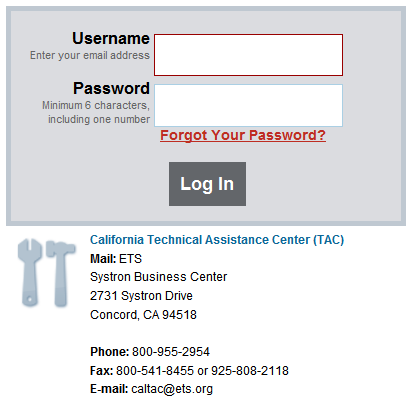 Username
Enter your email address
Password
Minimum 6 characters,
including one number
Forgot Your Password?
Log In
California Technical Assistance Center (TAC)
Mail: ETS
Systron Business Center
2731 Systron Drive
Concord, CA 94518
Phone: 800-955-2954
Fax: 800-541-8455 or 925-808-2118
E-mail: caltac@ets.org